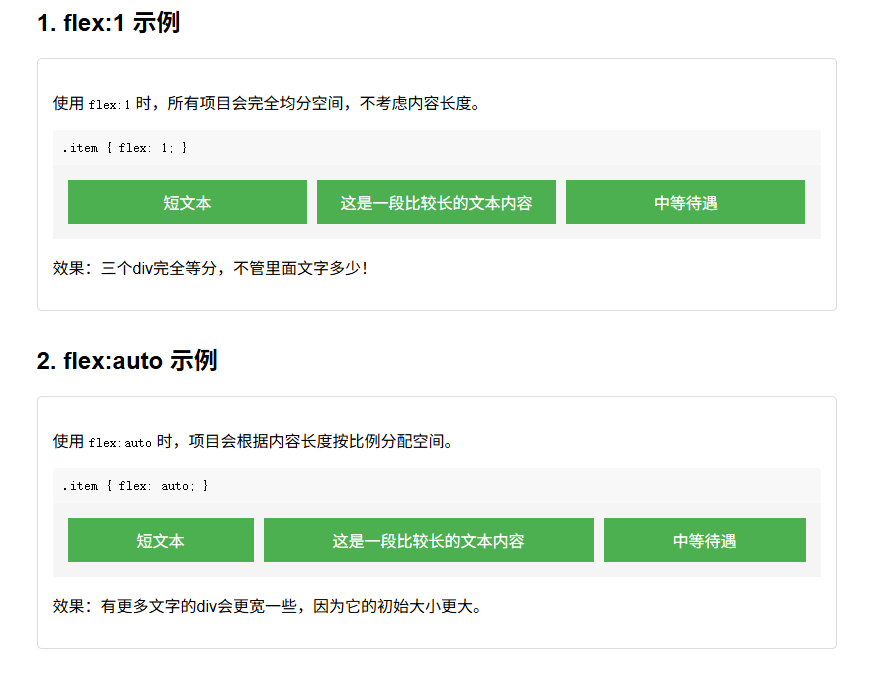 1. flex:1 示例
使用 flex:1 时，所有项目会完全均分空间，不考虑内容长度。
.item { flex: 1; }
短文本 这是一段比较长的文本内容 中等待遇
效果：三个div完全等分，不管里面文字多少！
2. flex:auto 示例
使用 flex:auto 时，项目会根据内容长度按比例分配空间。
.item { flex: auto; }
短文本 这是一段比较长的文本内容 中等待遇
效果：有更多文字的div会更宽一些，因为它的初始大小更大。